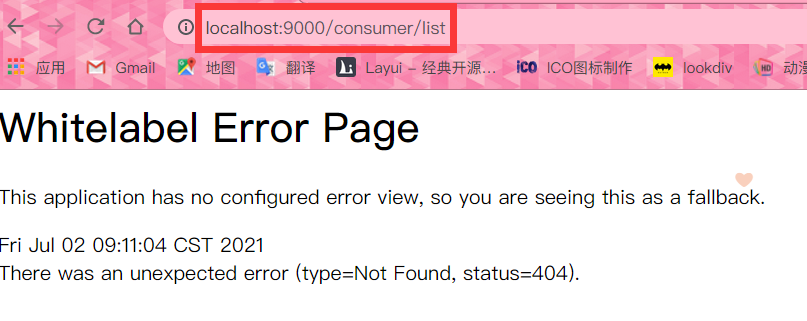 localhost:9000/consumer/list
应用 Gmail 地图 翻译 Layui - 经典开源... ICO ICO图标制作 lookdiv HD 动漫
Whitelabel Error Page
This application has no configured error view, so you are seeing this as a fallback.
Fri Jul 02 09:11:04 CST 2021
There was an unexpected error (type=Not Found, status=404).